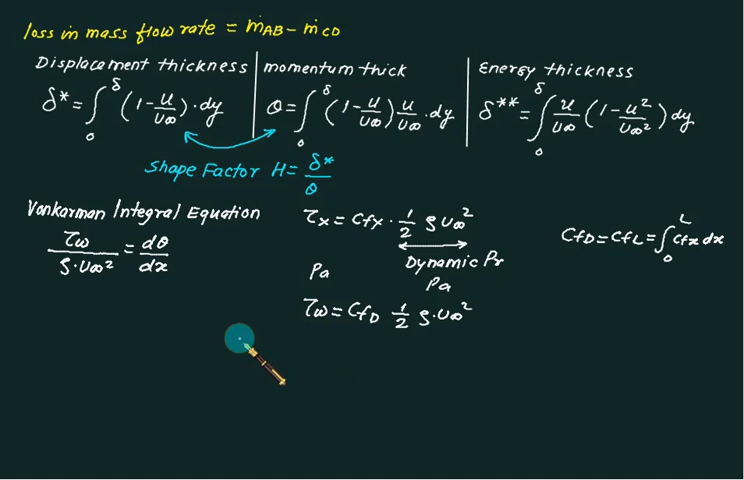 loss in mass flow rate = ṁAB − ṁCD
Displacement thickness
δ* = ∫₀^δ (1 − u/u∞) · dy
momentum thick
θ = ∫₀^δ (1 − u/u∞) u/u∞ · dy
Energy thickness
δ** = ∫₀^δ u/u∞ (1 − u²/u∞²) dy
Shape Factor H = δ*/θ
Vonkarman Integral Equation
τw/(ρ · u∞²) = dθ/dx
τx = Cfx · 1/2 ρ u∞²
Pa
Dynamic Pr
Pa
τw = CfD 1/2 ρ · u∞²
CfD = CfL = ∫₀^L Cfx dx